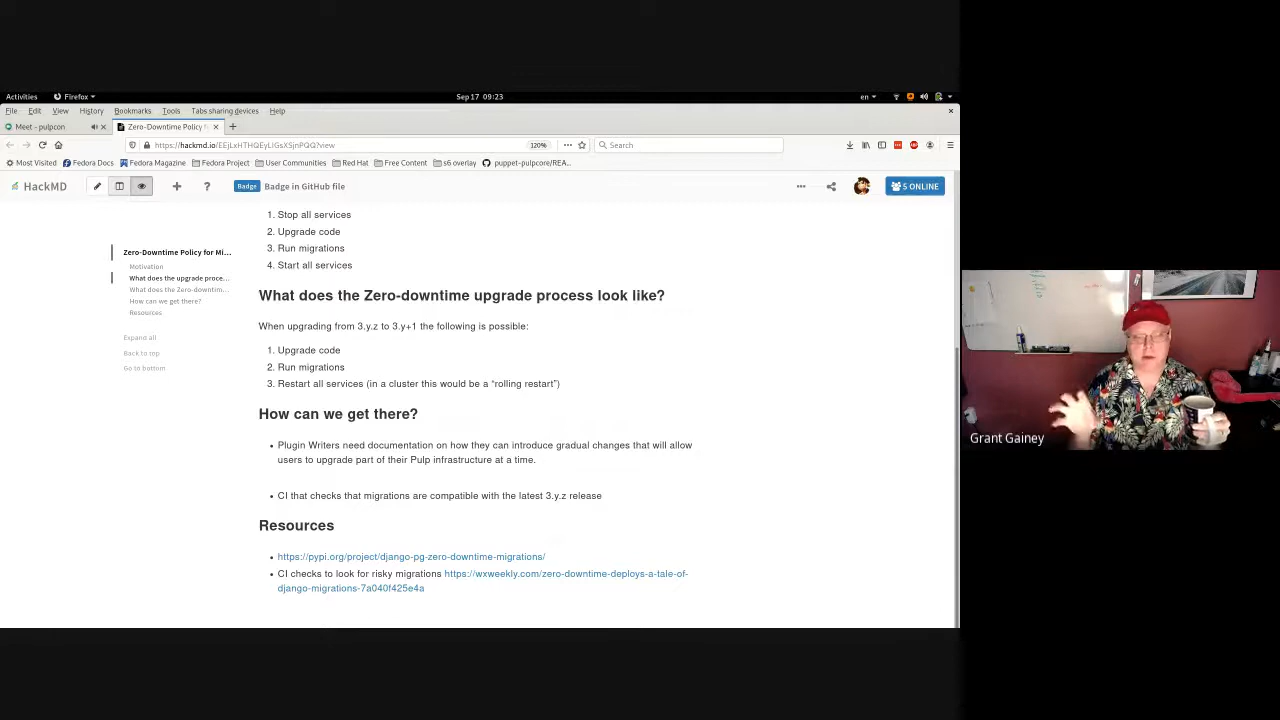 Activities
Firefox
Sep 17 09:23
en
File Edit View History Bookmarks Tools Tabs sharing devices Help
Meet - pulpcon
Zero-Downtime Policy f
https://hackmd.io/EEjLxHTHQEyLiGsXSjnPQQ?view
120%
Search
Most Visited
Fedora Docs
Fedora Magazine
Fedora Project
User Communities
Red Hat
Free Content
s6 overlay
puppet-pulpcore/REA...
HackMD
Badge
Badge in GitHub file
5 ONLINE
Zero-Downtime Policy for Mi...
Motivation
What does the upgrade proce...
What does the Zero-downtim...
How can we get there?
Resources
Expand all
Back to top
Go to bottom
1. Stop all services
2. Upgrade code
3. Run migrations
4. Start all services
What does the Zero-downtime upgrade process look like?
When upgrading from 3.y.z to 3.y+1 the following is possible:
1. Upgrade code
2. Run migrations
3. Restart all services (in a cluster this would be a “rolling restart”)
How can we get there?
• Plugin Writers need documentation on how they can introduce gradual changes that will allow
users to upgrade part of their Pulp infrastructure at a time.
• CI that checks that migrations are compatible with the latest 3.y.z release
Resources
• https://pypi.org/project/django-pg-zero-downtime-migrations/
• CI checks to look for risky migrations https://wxweekly.com/zero-downtime-deploys-a-tale-of-
django-migrations-7a040f425e4a
Grant Gainey